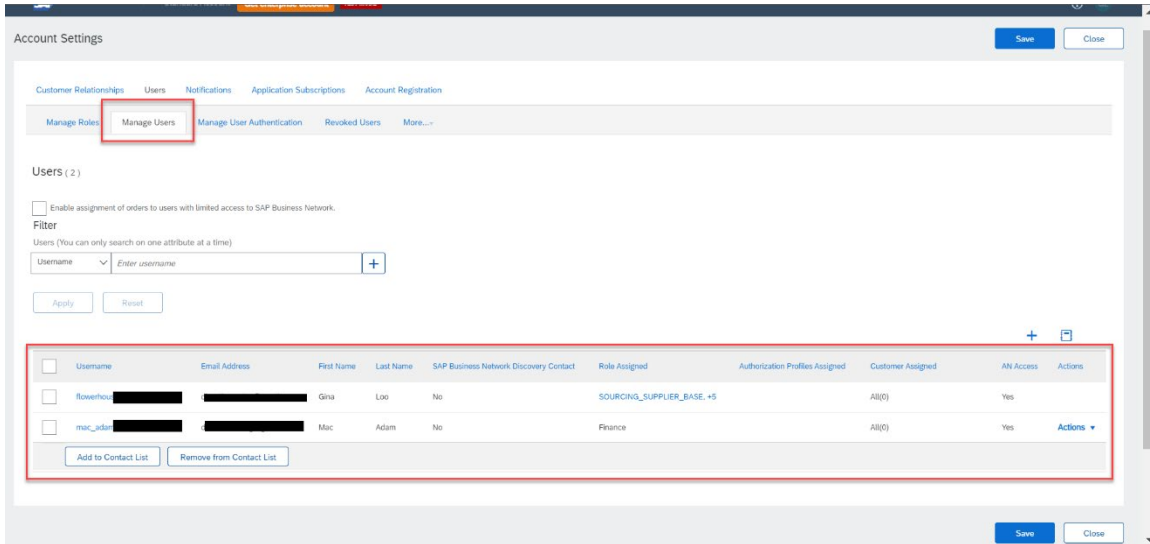 Get enterprise account
Account Settings
Save Close
Customer Relationships Users Notifications Application Subscriptions Account Registration
Manage Roles Manage Users Manage User Authentication Revoked Users More...
Users (2)
Enable assignment of orders to users with limited access to SAP Business Network.
Filter
Users (You can only search on one attribute at a time)
Username Enter username +
Apply Reset
+
Username Email Address First Name Last Name SAP Business Network Discovery Contact Role Assigned Authorization Profiles Assigned Customer Assigned AN Access Actions
flowerhou Gina Loo No SOURCING_SUPPLIER_BASE, +5 All(0) Yes
mac_adam Mac Adam No Finance All(0) Yes Actions
Add to Contact List Remove from Contact List
Save Close